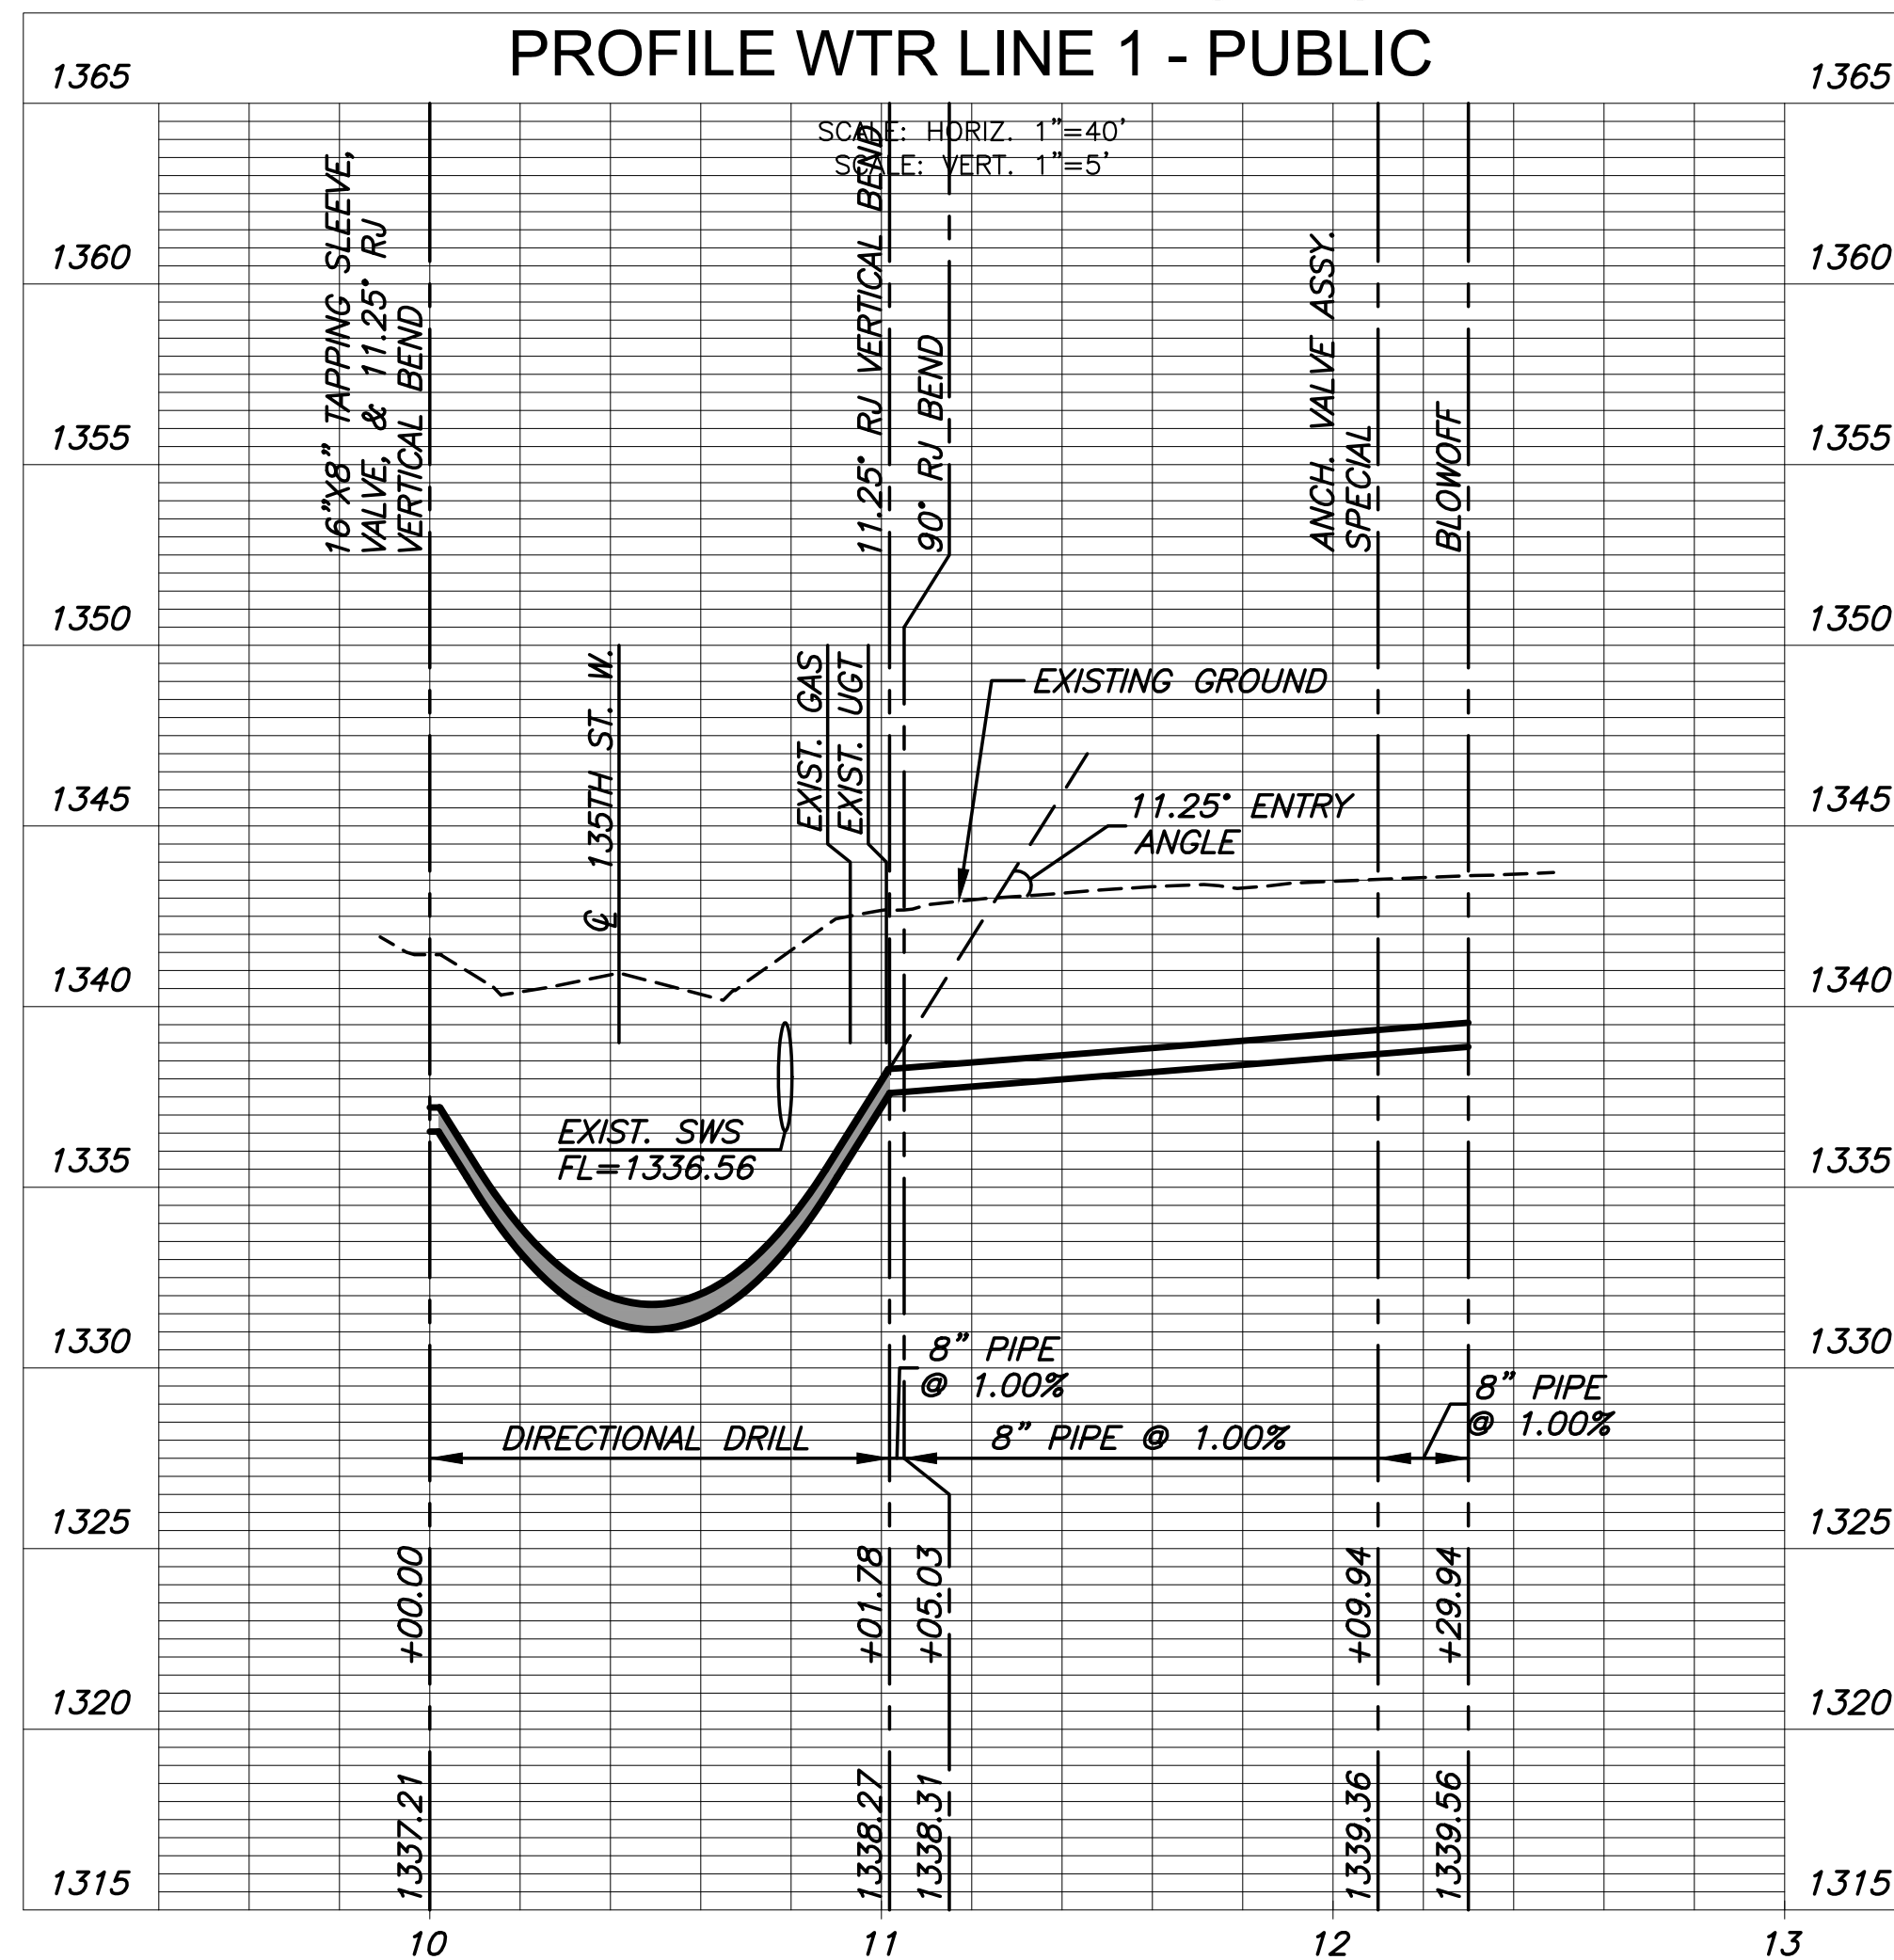 PROFILE WTR LINE 1 - PUBLIC
SCALE: HORIZ. 1"=40'
SCALE: VERT. 1"=5'
1365
1365
1360
1360
1355
1355
1350
1350
1345
1345
1340
1340
1335
1335
1330
1330
1325
1325
1320
1320
1315
1315
16"X8" TAPPING SLEEVE,
VALVE, & 11.25° RJ
VERTICAL BEND
11.25° RJ VERTICAL BEND
90° RJ BEND
ANCH. VALVE ASSY.
SPECIAL
BLOWOFF
℄ 135TH ST. W.
EXIST. GAS
EXIST. UGT
EXISTING GROUND
11.25° ENTRY
ANGLE
EXIST. SWS
FL=1336.56
8" PIPE
@ 1.00%
8" PIPE
@ 1.00%
DIRECTIONAL DRILL
8" PIPE @ 1.00%
+00.00
+01.78
+05.03
+09.94
+29.94
1337.21
1338.27
1338.31
1339.36
1339.56
10
11
12
13